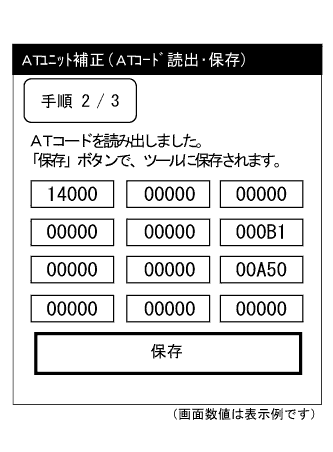 ATﾕﾆｯﾄ補正(ATｺｰﾄﾞ読出･保存)
手順 2 / 3
ATコードを読み出しました。
「保存」ボタンで、ツールに保存されます。
14000 00000 00000
00000 00000 000B1
00000 00000 00A50
00000 00000 00000
保存
(画面数値は表示例です)